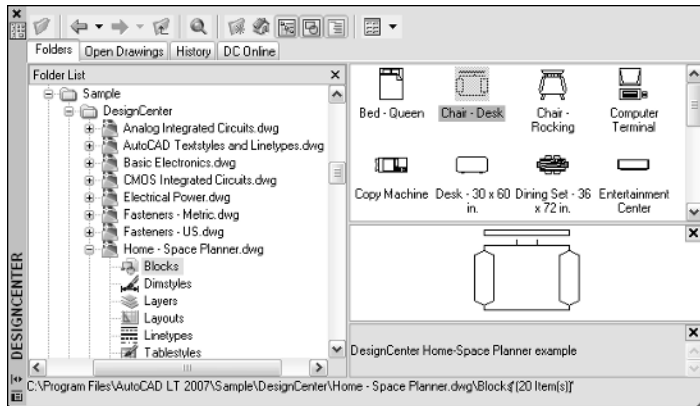 Folders
Open Drawings
History
DC Online
Folder List
Sample
DesignCenter
Analog Integrated Circuits.dwg
AutoCAD Textstyles and Linetypes.dwg
Basic Electronics.dwg
CMOS Integrated Circuits.dwg
Electrical Power.dwg
Fasteners - Metric.dwg
Fasteners - US.dwg
Home - Space Planner.dwg
Blocks
Dimstyles
Layers
Layouts
Linetypes
Tablestyles
Bed - Queen
Chair - Desk
Chair -
Rocking
Computer
Terminal
Copy Machine
Desk - 30 x 60
in.
Dining Set - 36
x 72 in.
Entertainment
Center
DesignCenter Home-Space Planner example
DESIGNCENTER
C:\Program Files\AutoCAD LT 2007\Sample\DesignCenter\Home - Space Planner.dwg\Blocks (20 Item(s))